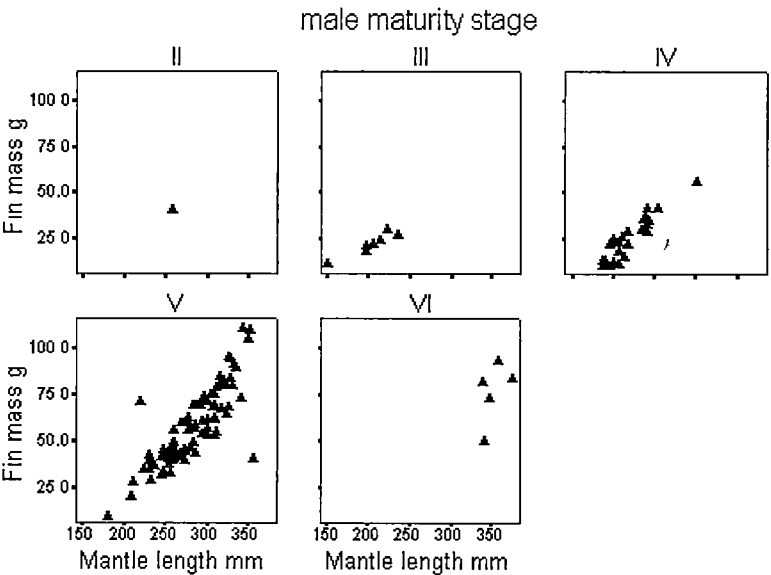 male maturity stage
II III IV
100 0
75 0
50.0
25 0
Fin mass g
V VI
100 0
75 0
50.0
25 0
Fin mass g
150 200 250 300 350 150 200 250 300 350
Mantle length mm Mantle length mm